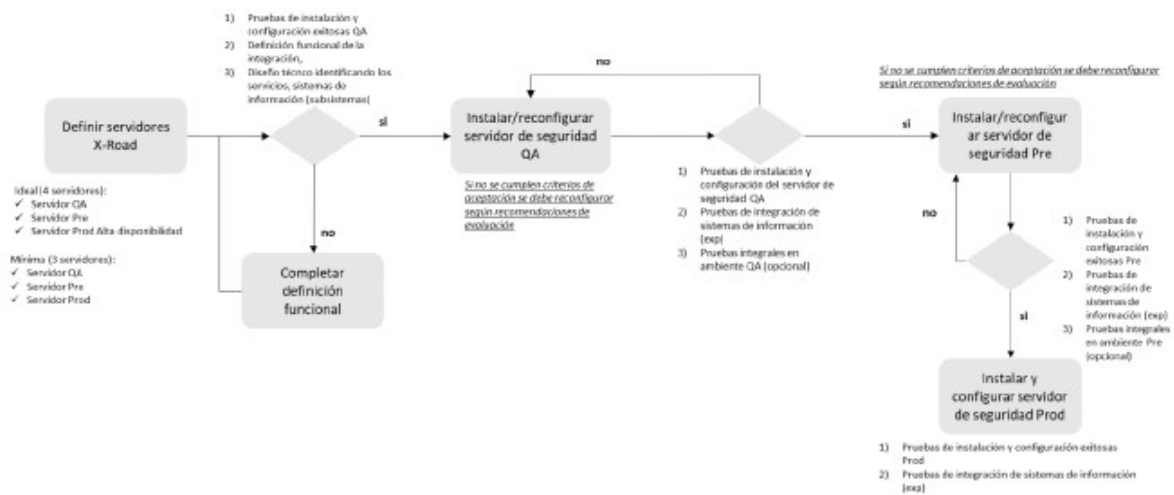 1) Pruebas de instalación y
configuración exitosas QA
2) Definición funcional de la
integración,
3) Diseño técnico identificando los
servicios, sistemas de
información (subsistemas)
Definir servidores
X-Road
si
no
Ideal (4 servidores):
✓ Servidor QA
✓ Servidor Pre
✓ Servidor Prod Alta disponibilidad
Mínima (3 servidores):
✓ Servidor QA
✓ Servidor Pre
✓ Servidor Prod
Completar
definición
funcional
no
Instalar/reconfigurar
servidor de seguridad
QA
Si no se cumplen criterios de
aceptación se debe reconfigurar
según recomendaciones de
evaluación
si
1) Pruebas de instalación y
configuración del servidor de
seguridad QA
2) Pruebas de integración de
sistemas de información
(exp)
3) Pruebas integrales en
ambiente QA (opcional)
Si no se cumplen criterios de aceptación se debe reconfigurar
según recomendaciones de evaluación
Instalar/reconfigur
ar servidor de
seguridad Pre
no
si
1) Pruebas de
instalación y
configuración
exitosas Pre
2) Pruebas de
integración de
sistemas de
información (exp)
3) Pruebas integrales
en ambiente Pre
(opcional)
Instalar y
configurar servidor
de seguridad Prod
1) Pruebas de instalación y configuración exitosas
Prod
2) Pruebas de integración de sistemas de información
(exp)